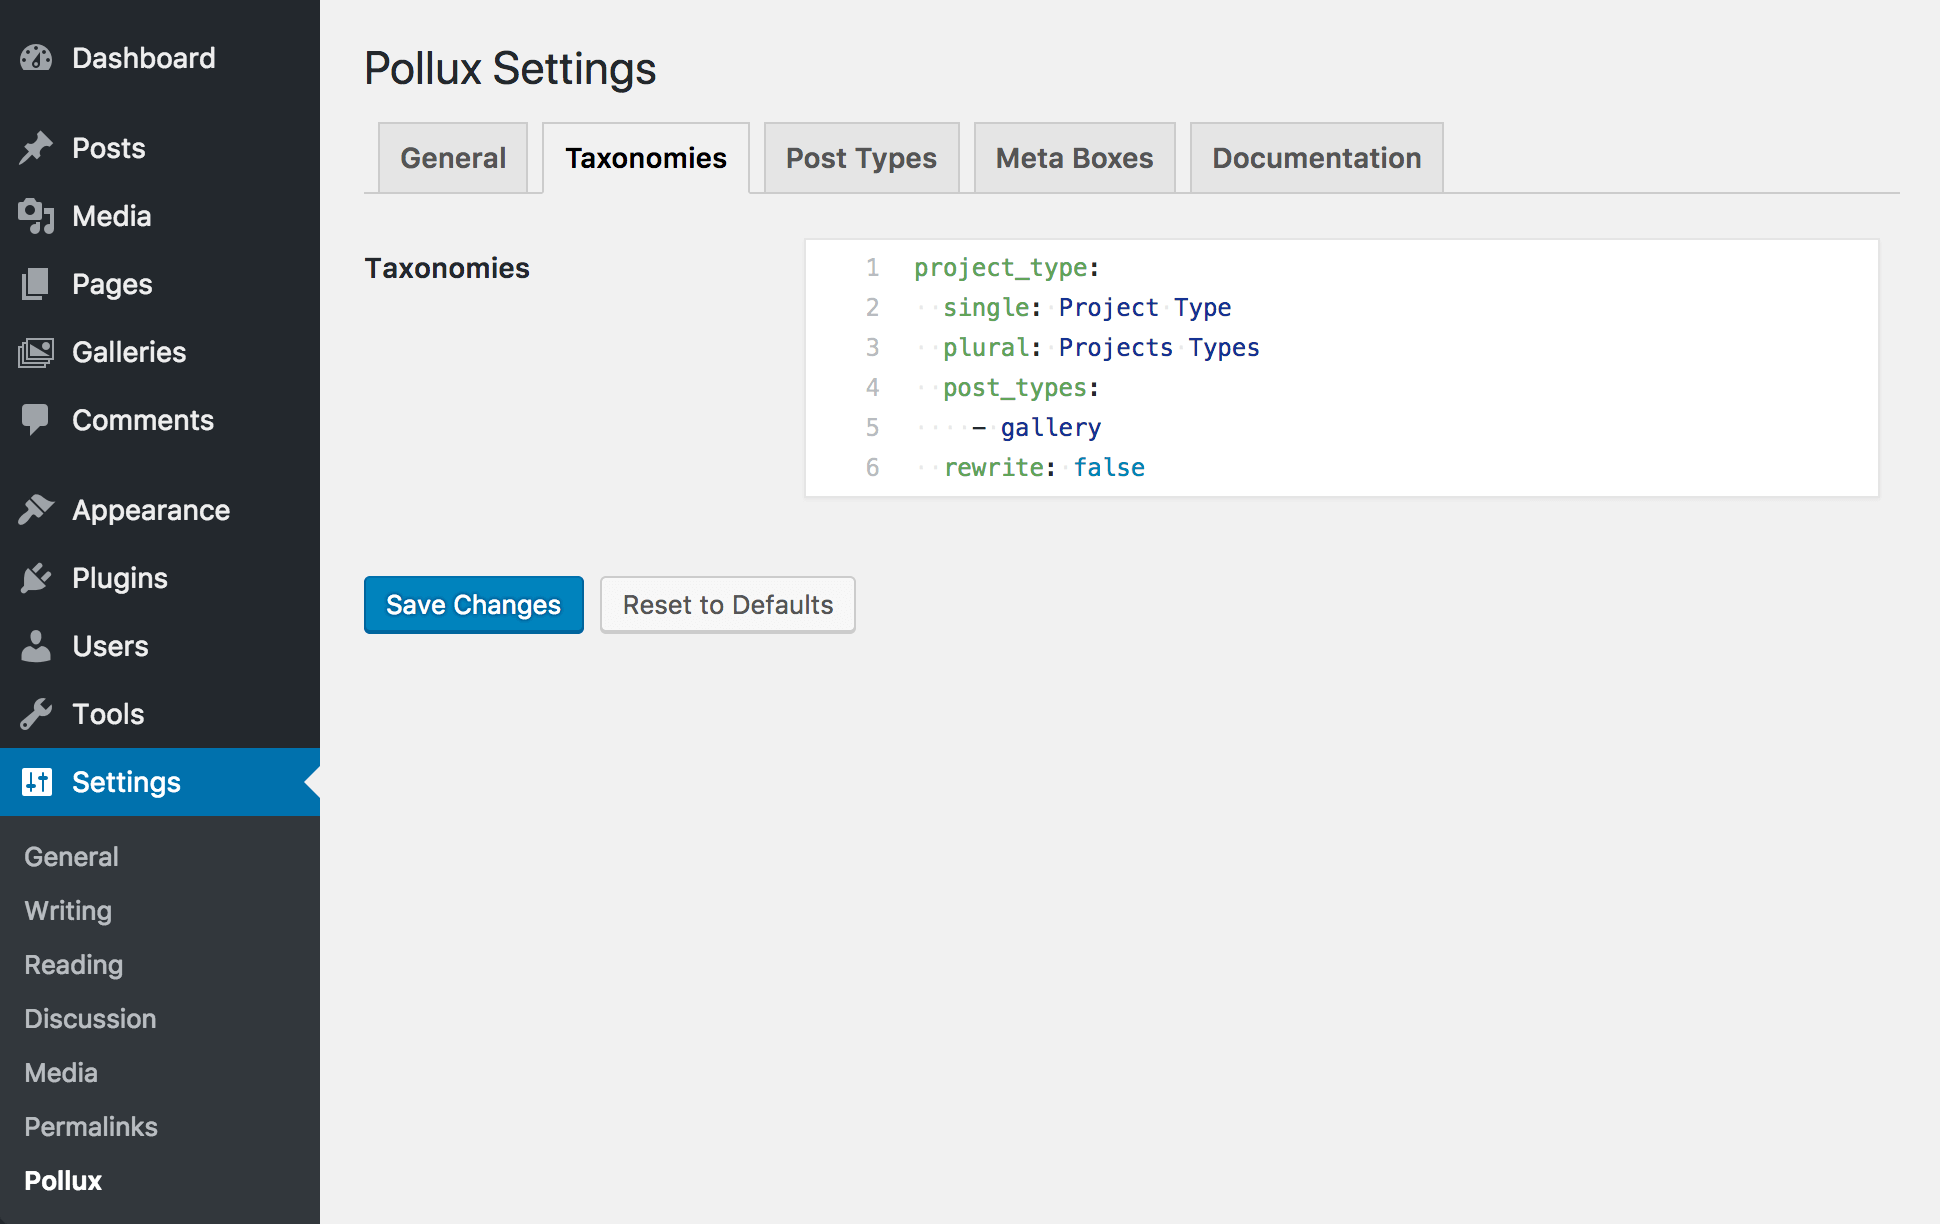 Dashboard
Posts
Media
Pages
Galleries
Comments
Appearance
Plugins
Users
Tools
Settings
General
Writing
Reading
Discussion
Media
Permalinks
Pollux
Pollux Settings
General Taxonomies Post Types Meta Boxes Documentation
Taxonomies
1 project_type:
2   single: Project Type
3   plural: Projects Types
4   post_types:
5     - gallery
6   rewrite: false
Save Changes Reset to Defaults